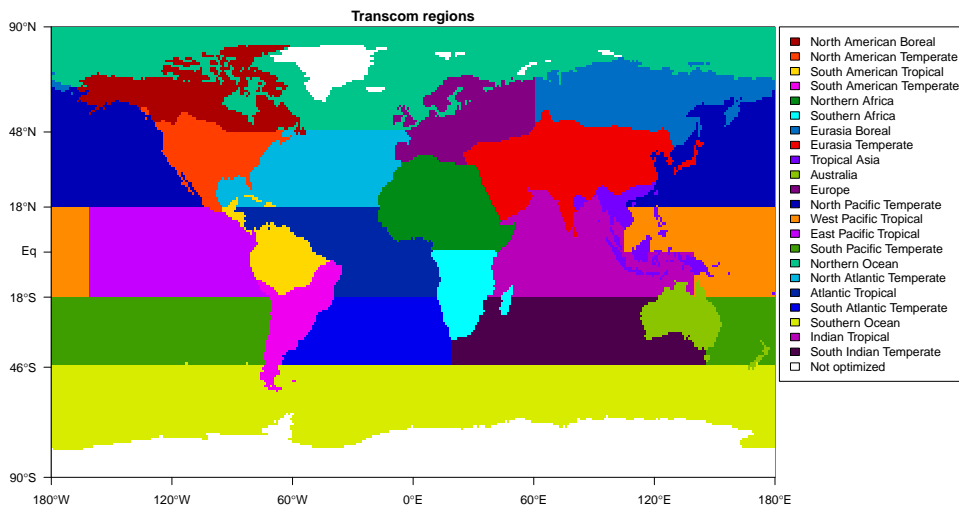 Transcom regions
90°N
48°N
18°N
Eq
18°S
46°S
90°S
180°W
120°W
60°W
0°E
60°E
120°E
180°E
North American Boreal
North American Temperate
South American Tropical
South American Temperate
Northern Africa
Southern Africa
Eurasia Boreal
Eurasia Temperate
Tropical Asia
Australia
Europe
North Pacific Temperate
West Pacific Tropical
East Pacific Tropical
South Pacific Temperate
Northern Ocean
North Atlantic Temperate
Atlantic Tropical
South Atlantic Temperate
Southern Ocean
Indian Tropical
South Indian Temperate
Not optimized